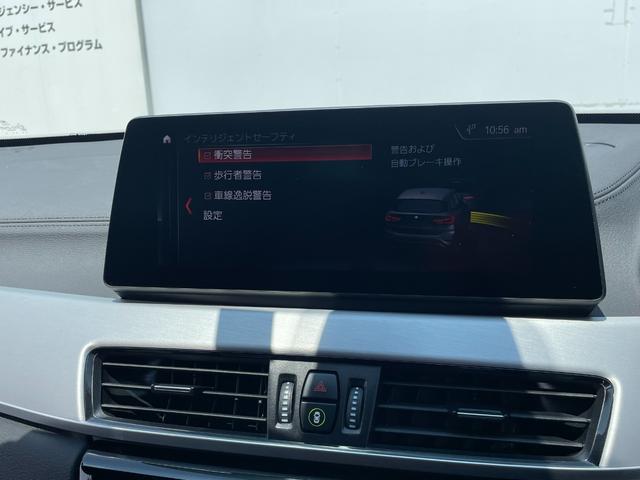 ジェンシー・サービス
イブ・サービス
ファイナンス・プログラム
インテリジェントセーフティ
10:56 am
衝突警告
歩行者警告
車線逸脱警告
設定
警告および
自動ブレーキ操作